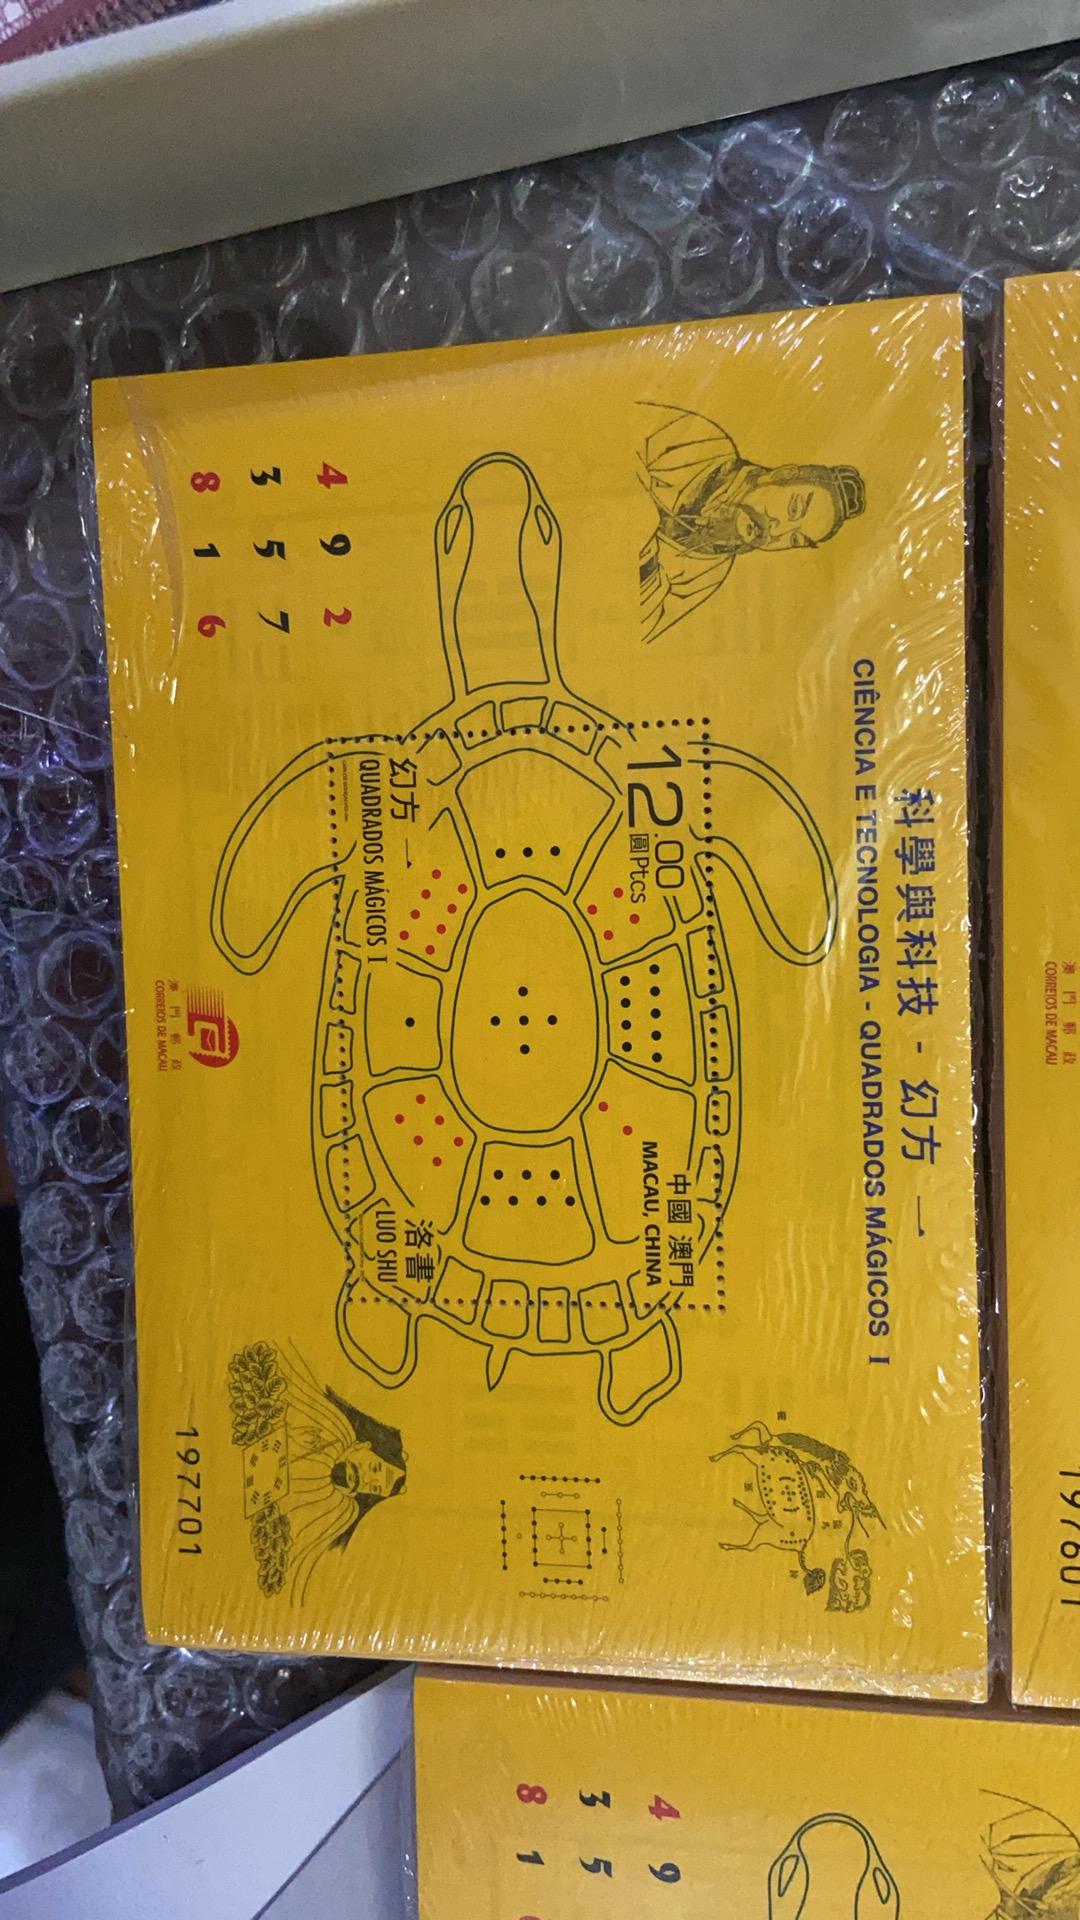 科學與科技 - 幻方 一
CIÊNCIA E TECNOLOGIA - QUADRADOS MÁGICOS I
12.00
圓 Ptcs
中國 澳門
MACAU, CHINA
幻方 一
QUADRADOS MÁGICOS I
洛書
LUO SHU
4 9 2
3 5 7
8 1 6
澳門郵政
CORREIOS DE MACAU
197701
澳門郵政
CORREIOS DE MACAU
197601
4 9
3 5
8 1